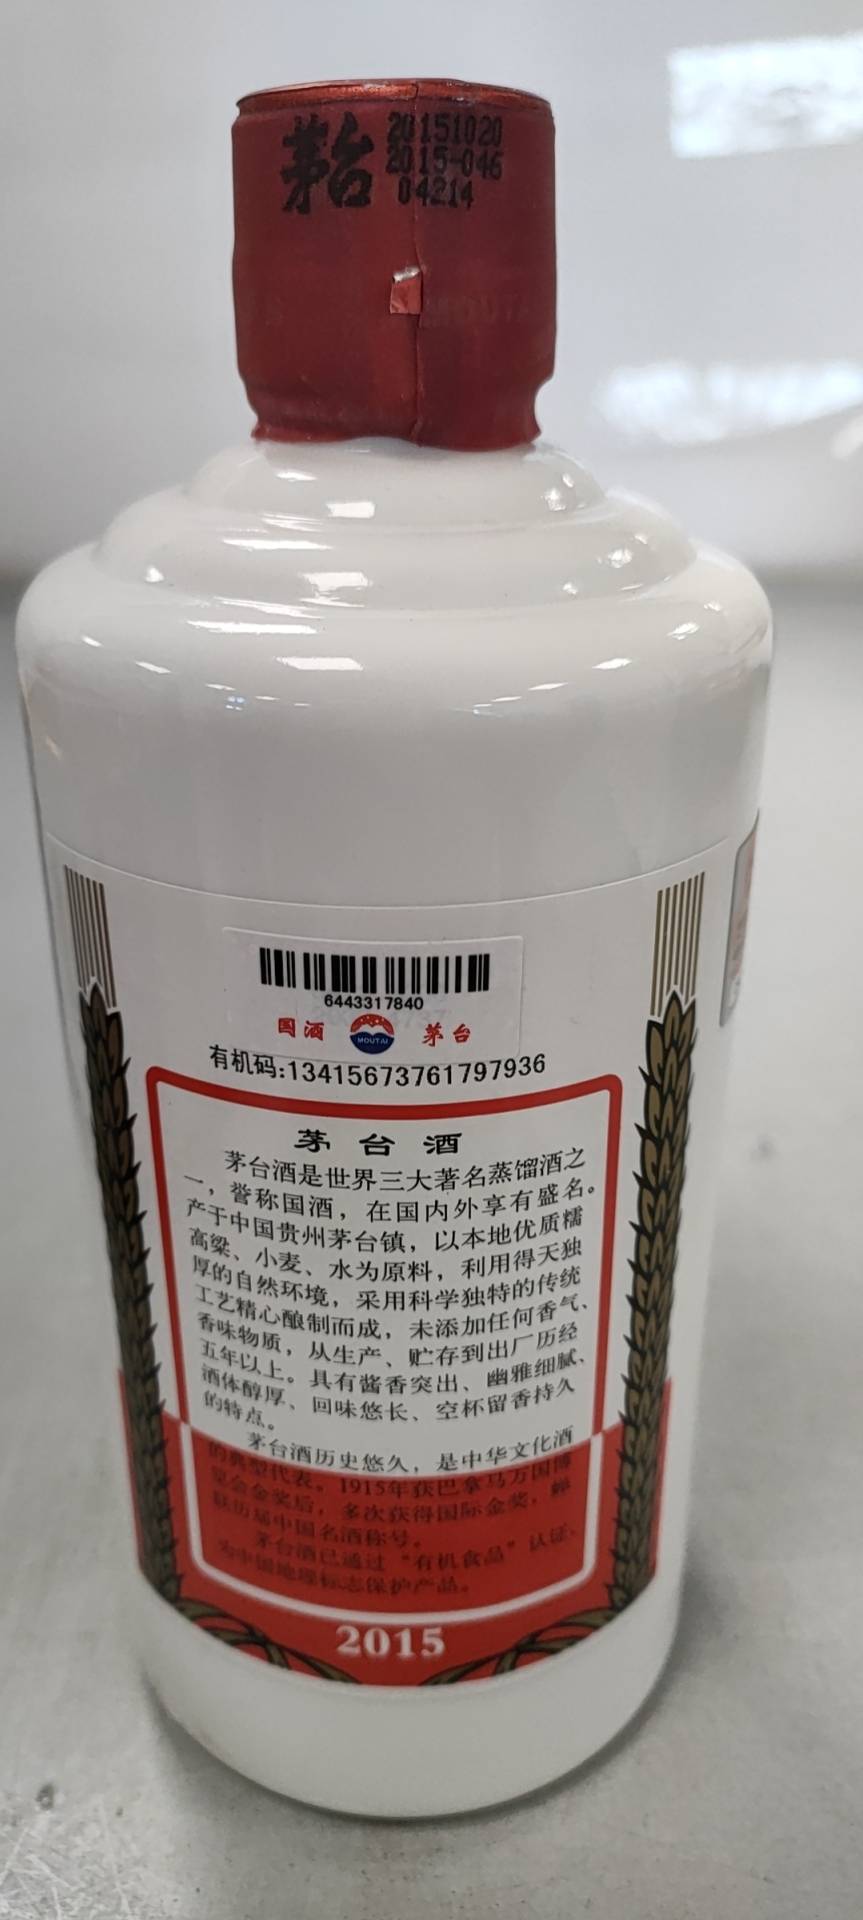 茅台
20151020
2015-046
04214
6443317840
国酒 MOUTAI 茅台
有机码:13415673761797936
茅台酒
茅台酒是世界三大著名蒸馏酒之
一，誉称国酒，在国内外享有盛名。
产于中国贵州茅台镇，以本地优质糯
高粱、小麦、水为原料，利用得天独
厚的自然环境，采用科学独特的传统
工艺精心酿制而成，未添加任何香气、
香味物质，从生产、贮存到出厂历经
五年以上。具有酱香突出、幽雅细腻、
酒体醇厚、回味悠长、空杯留香持久
的特点。
茅台酒历史悠久，是中华文化酒
的典型代表。1915年获巴拿马万国博
览会金奖后，多次获得国际金奖，蝉
联历届中国名酒称号。
茅台酒已通过“有机食品”认证、
为中国地理标志保护产品。
2015